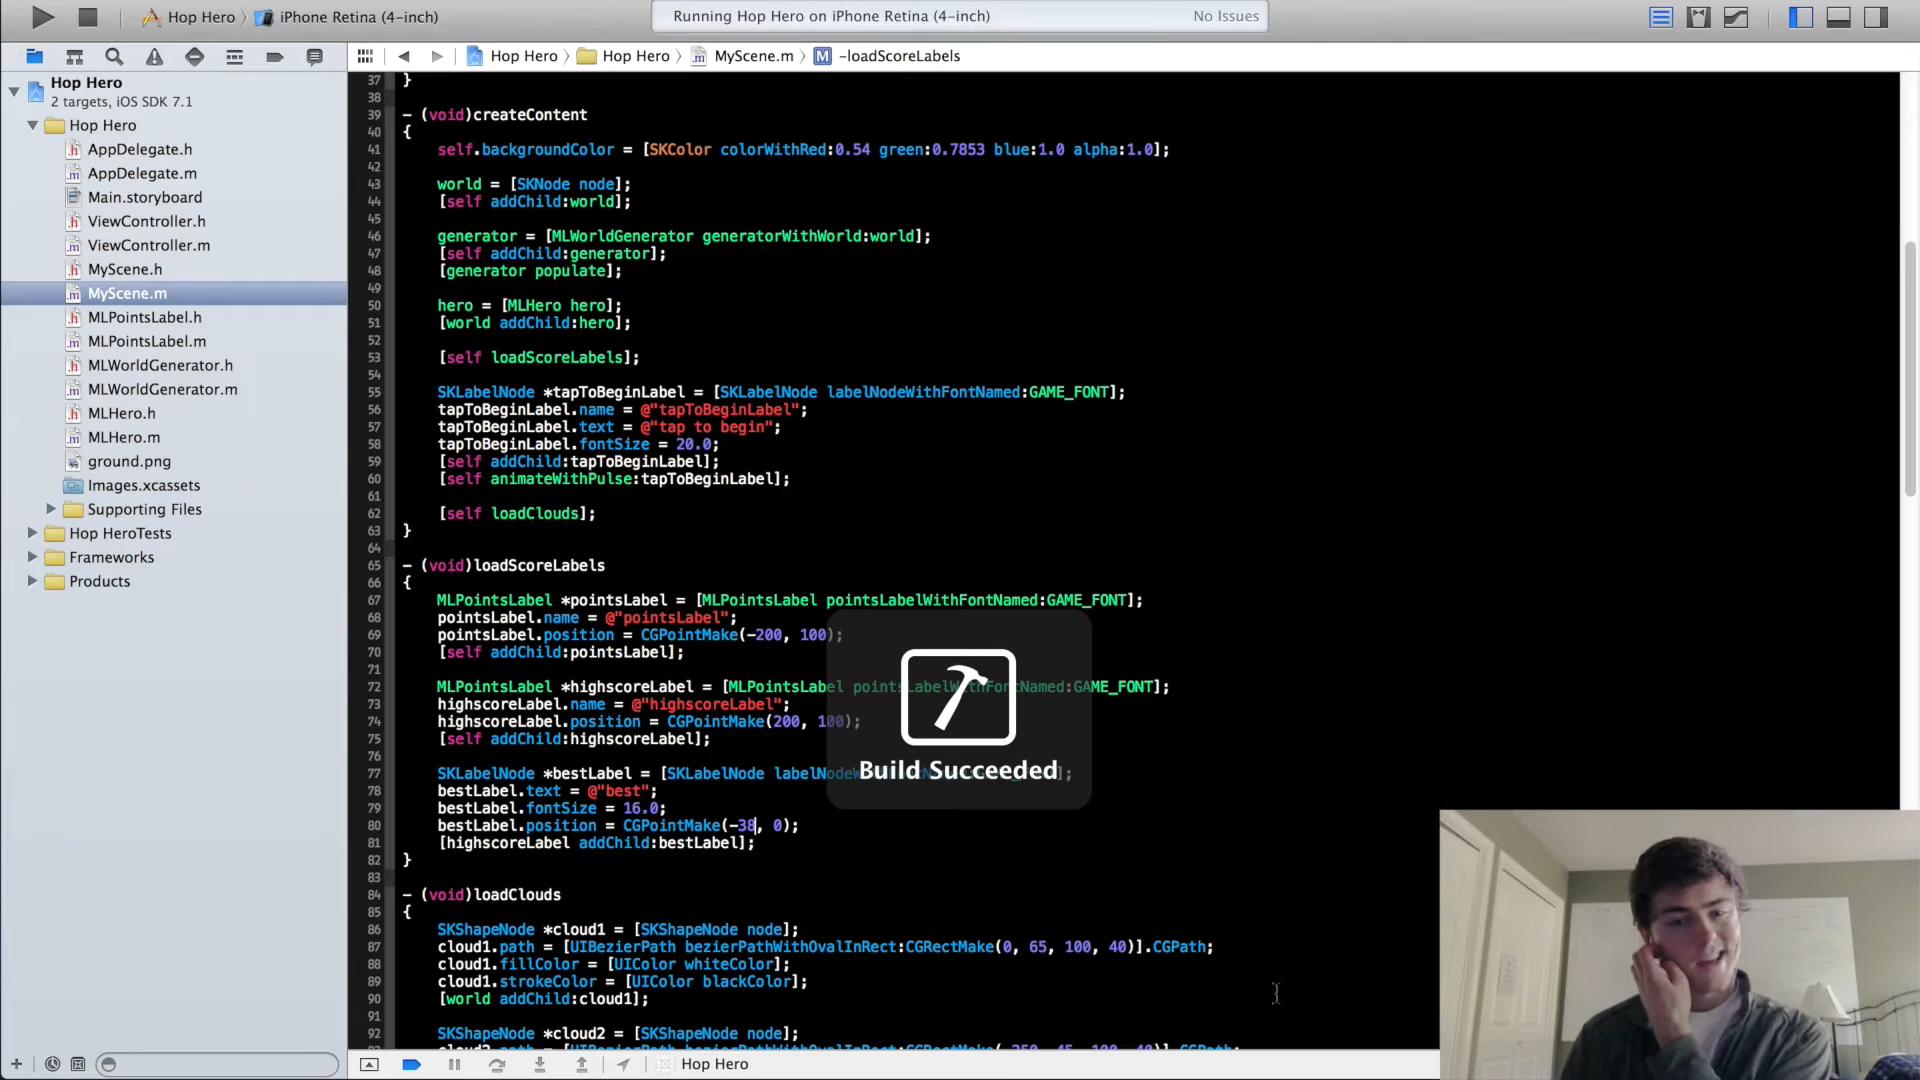 Hop Hero 〉 iPhone Retina (4-inch)
Running Hop Hero on iPhone Retina (4-inch)
No Issues
Hop Hero
2 targets, iOS SDK 7.1
Hop Hero
AppDelegate.h
AppDelegate.m
Main.storyboard
ViewController.h
ViewController.m
MyScene.h
MyScene.m
MLPointsLabel.h
MLPointsLabel.m
MLWorldGenerator.h
MLWorldGenerator.m
MLHero.h
MLHero.m
ground.png
Images.xcassets
Supporting Files
Hop HeroTests
Frameworks
Products
Hop Hero 〉 Hop Hero 〉 MyScene.m 〉 M -loadScoreLabels
37 }
38
39 - (void)createContent
40 {
41 self.backgroundColor = [SKColor colorWithRed:0.54 green:0.7853 blue:1.0 alpha:1.0];
42
43 world = [SKNode node];
44 [self addChild:world];
45
46 generator = [MLWorldGenerator generatorWithWorld:world];
47 [self addChild:generator];
48 [generator populate];
49
50 hero = [MLHero hero];
51 [world addChild:hero];
52
53 [self loadScoreLabels];
54
55 SKLabelNode *tapToBeginLabel = [SKLabelNode labelNodeWithFontNamed:GAME_FONT];
56 tapToBeginLabel.name = @"tapToBeginLabel";
57 tapToBeginLabel.text = @"tap to begin";
58 tapToBeginLabel.fontSize = 20.0;
59 [self addChild:tapToBeginLabel];
60 [self animateWithPulse:tapToBeginLabel];
61
62 [self loadClouds];
63 }
64
65 - (void)loadScoreLabels
66 {
67 MLPointsLabel *pointsLabel = [MLPointsLabel pointsLabelWithFontNamed:GAME_FONT];
68 pointsLabel.name = @"pointsLabel";
69 pointsLabel.position = CGPointMake(-200, 100);
70 [self addChild:pointsLabel];
71
72 MLPointsLabel *highscoreLabel = [MLPointsLabel pointsLabelWithFontNamed:GAME_FONT];
73 highscoreLabel.name = @"highscoreLabel";
74 highscoreLabel.position = CGPointMake(200, 100);
75 [self addChild:highscoreLabel];
76
77 SKLabelNode *bestLabel = [SKLabelNode
78 bestLabel.text = @"best";
79 bestLabel.fontSize = 16.0;
80 bestLabel.position = CGPointMake(-38, 0);
81 [highscoreLabel addChild:bestLabel];
82 }
83
84 - (void)loadClouds
85 {
86 SKShapeNode *cloud1 = [SKShapeNode node];
87 cloud1.path = [UIBezierPath bezierPathWithOvalInRect:CGRectMake(0, 65, 100, 40)].CGPath;
88 cloud1.fillColor = [UIColor whiteColor];
89 cloud1.strokeColor = [UIColor blackColor];
90 [world addChild:cloud1];
91
92 SKShapeNode *cloud2 = [SKShapeNode node];
Build Succeeded
Hop Hero